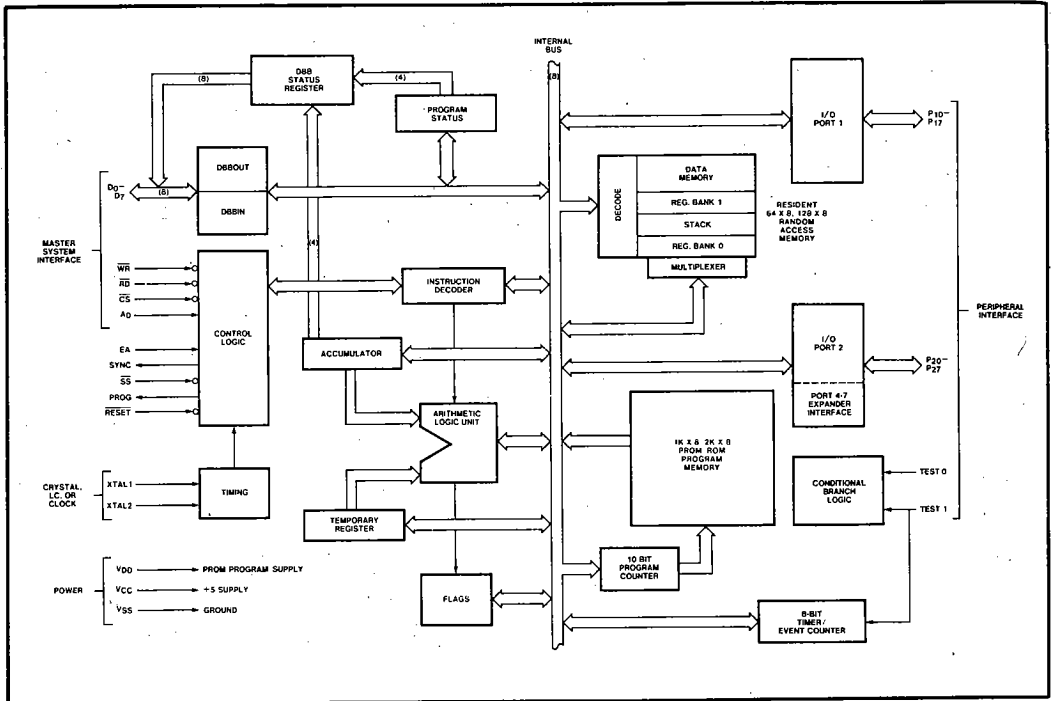 INTERNAL
BUS
(8)
DBB
STATUS
REGISTER
(8)
(4)
PROGRAM
STATUS
I/O
PORT 1
P10–
P17
D0–
D7
(8)
DBBOUT
DBBIN
DECODE
DATA
MEMORY
REG. BANK 1
STACK
REG. BANK 0
MULTIPLEXER
RESIDENT
64 X 8, 128 X 8
RANDOM
ACCESS
MEMORY
MASTER
SYSTEM
INTERFACE
(4)
WR
RD
CS
A0
EA
SYNC
SS
PROG
RESET
CONTROL
LOGIC
INSTRUCTION
DECODER
ACCUMULATOR
PERIPHERAL
INTERFACE
I/O
PORT 2
PORT 4-7
EXPANDER
INTERFACE
P20–
P27
ARITHMETIC
LOGIC UNIT
1K X 8 2K X 8
PROM ROM
PROGRAM
MEMORY
CONDITIONAL
BRANCH
LOGIC
TEST 0
TEST 1
CRYSTAL,
LC, OR
CLOCK
XTAL1
XTAL2
TIMING
TEMPORARY
REGISTER
10 BIT
PROGRAM
COUNTER
POWER
VDD
PROM PROGRAM SUPPLY
VCC
+5 SUPPLY
VSS
GROUND
FLAGS
8-BIT
TIMER/
EVENT COUNTER